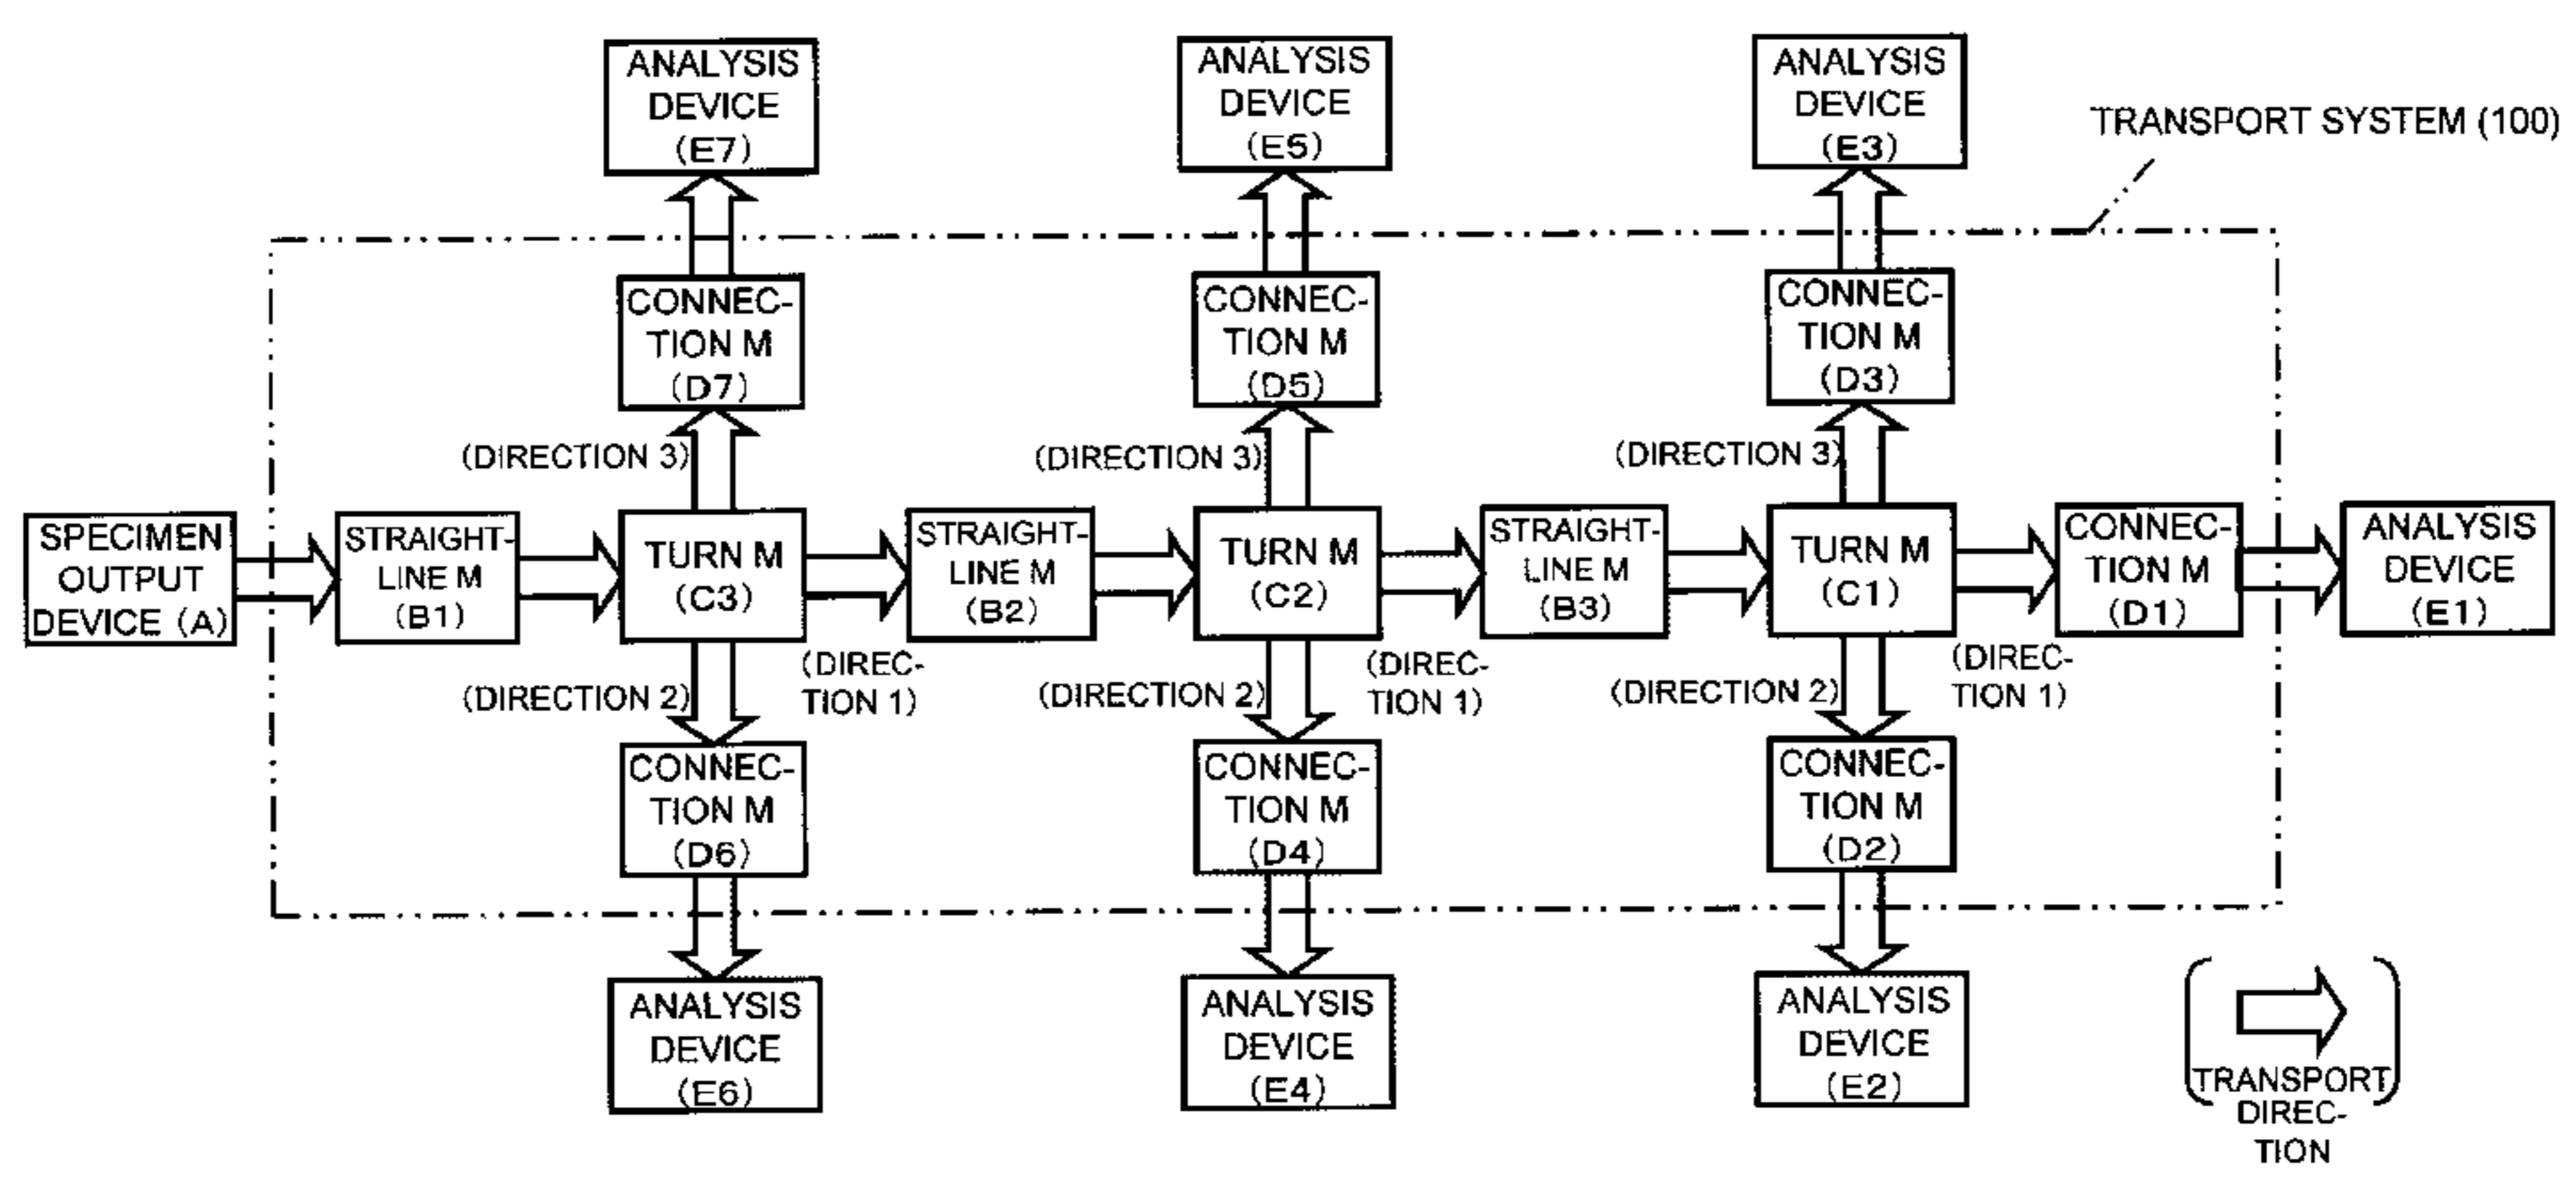 ANALYSIS
DEVICE
(E7)
ANALYSIS
DEVICE
(E5)
ANALYSIS
DEVICE
(E3)
TRANSPORT SYSTEM (100)
CONNEC-
TION M
(D7)
CONNEC-
TION M
(D5)
CONNEC-
TION M
(D3)
(DIRECTION 3)
(DIRECTION 3)
(DIRECTION 3)
SPECIMEN
OUTPUT
DEVICE (A)
STRAIGHT-
LINE M
(B1)
TURN M
(C3)
STRAIGHT-
LINE M
(B2)
TURN M
(C2)
STRAIGHT-
LINE M
(B3)
TURN M
(C1)
CONNEC-
TION M
(D1)
ANALYSIS
DEVICE
(E1)
(DIRECTION 2)
(DIREC-
TION 1)
(DIRECTION 2)
(DIREC-
TION 1)
(DIRECTION 2)
(DIREC-
TION 1)
CONNEC-
TION M
(D6)
CONNEC-
TION M
(D4)
CONNEC-
TION M
(D2)
ANALYSIS
DEVICE
(E6)
ANALYSIS
DEVICE
(E4)
ANALYSIS
DEVICE
(E2)
TRANSPORT
DIREC-
TION